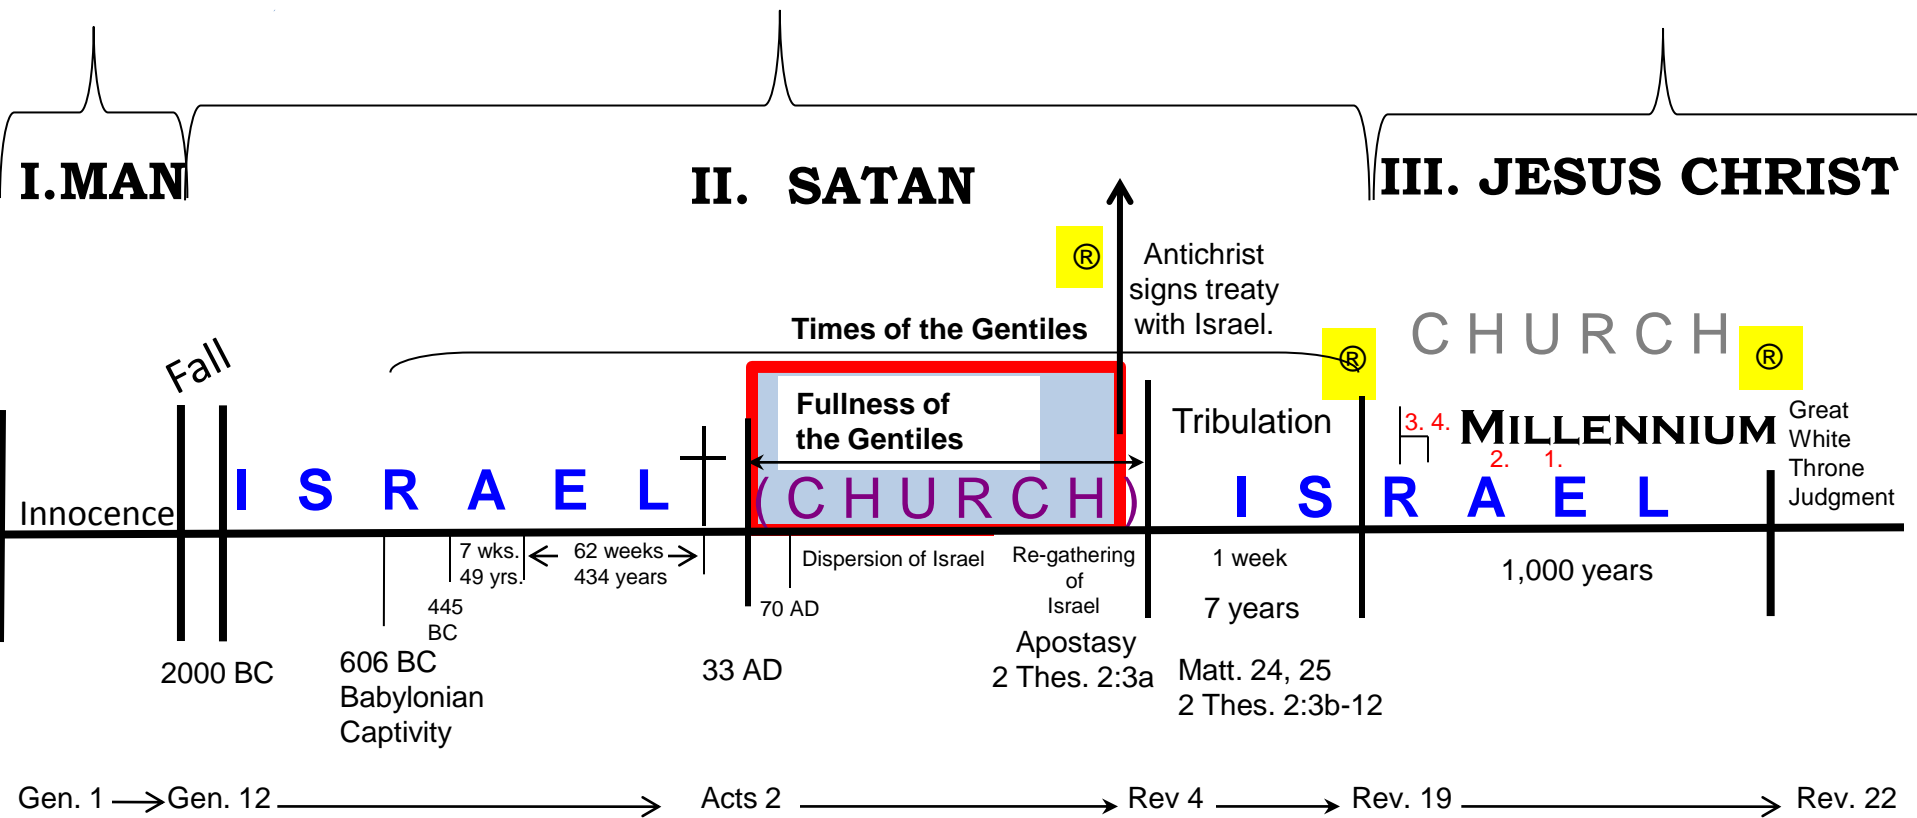 I.MAN
II. SATAN
III. JESUS CHRIST
®
Antichrist
signs treaty
with Israel.
Times of the Gentiles
CHURCH
®
®
Fall
Fullness of
the Gentiles
Tribulation
3. 4.
MILLENNIUM
2. 1.
Great
White
Throne
Judgment
Innocence
I S R A E L
(CHURCH)
I S R A E L
7 wks.
49 yrs.
62 weeks
434 years
Dispersion of Israel
Re-gathering
of
Israel
1 week
7 years
1,000 years
445
BC
70 AD
2000 BC
606 BC
Babylonian
Captivity
33 AD
Apostasy
2 Thes. 2:3a
Matt. 24, 25
2 Thes. 2:3b-12
Gen. 1
Gen. 12
Acts 2
Rev 4
Rev. 19
Rev. 22